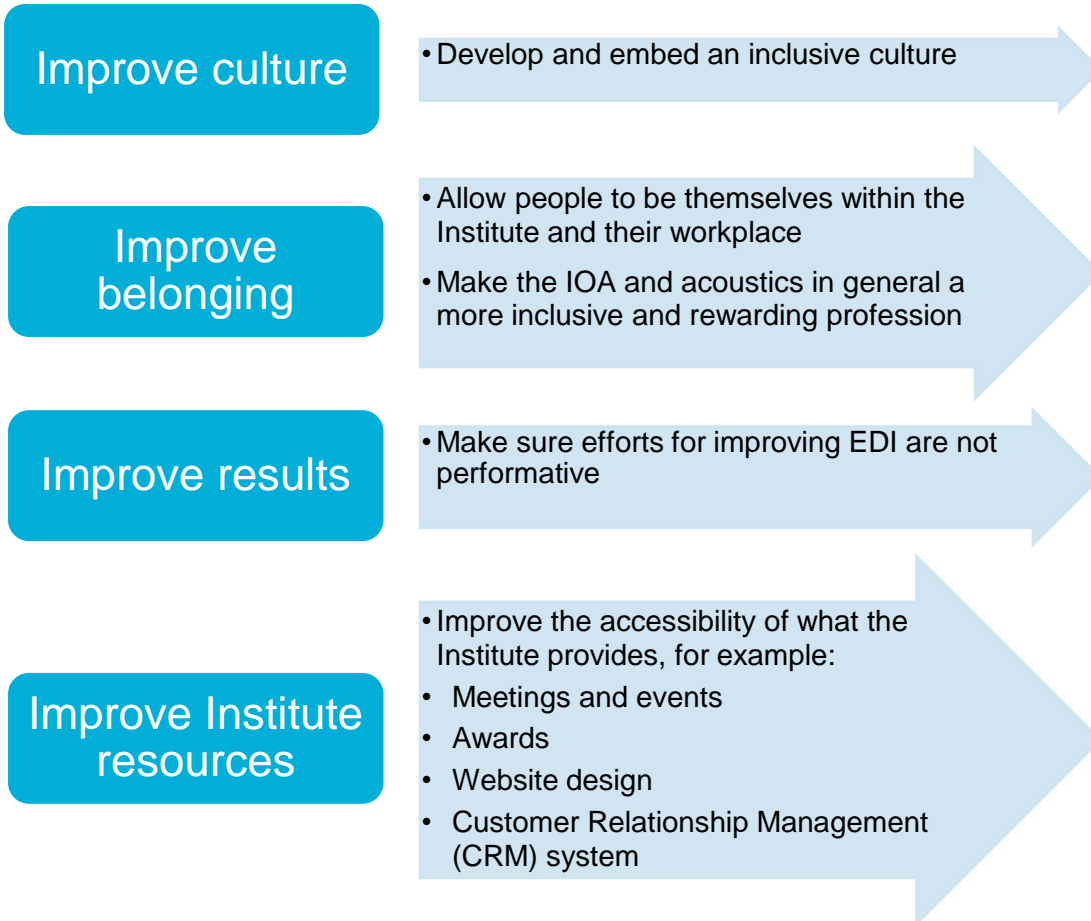 Improve culture
• Develop and embed an inclusive culture
Improve
belonging
• Allow people to be themselves within the
Institute and their workplace
• Make the IOA and acoustics in general a
more inclusive and rewarding profession
Improve results
• Make sure efforts for improving EDI are not
performative
Improve Institute
resources
• Improve the accessibility of what the
Institute provides, for example:
• Meetings and events
• Awards
• Website design
• Customer Relationship Management
(CRM) system